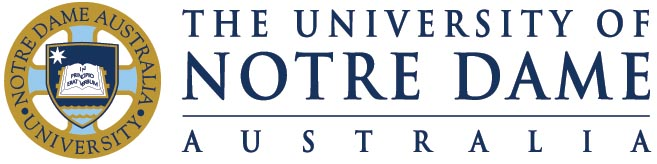 NOTRE DAME AUSTRALIA
• UNIVERSITY •
IN
PRINCIPIO
ERAT VERBUM
THE UNIVERSITY OF
NOTRE DAME
AUSTRALIA